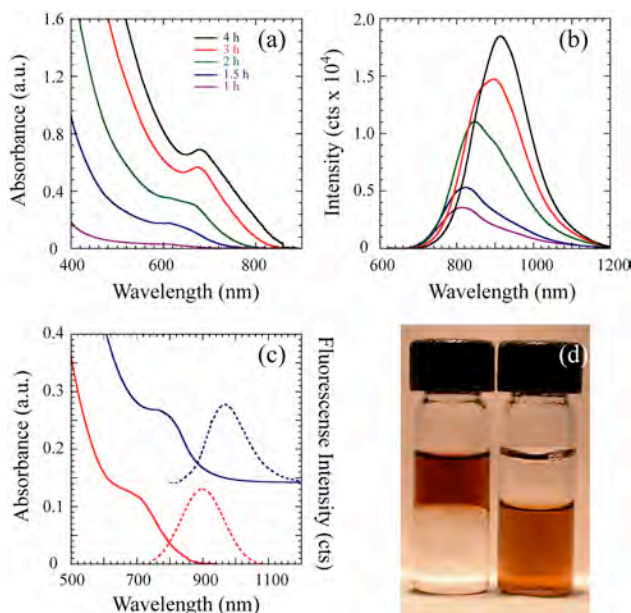 (a)
1.6
1.2
0.8
0.4
0
400
600
800
Absorbance (a.u.)
Wavelength (nm)
4 h
3 h
2 h
1.5 h
1 h
(b)
2.0
1.5
1.0
0.5
0
600
800
1000
1200
Intensity (cts x 10⁴)
Wavelength (nm)
(c)
0.4
0.3
0.2
0.1
0
500
700
900
1100
Absorbance (a.u.)
Fluorescense Intensity (cts)
Wavelength (nm)
(d)